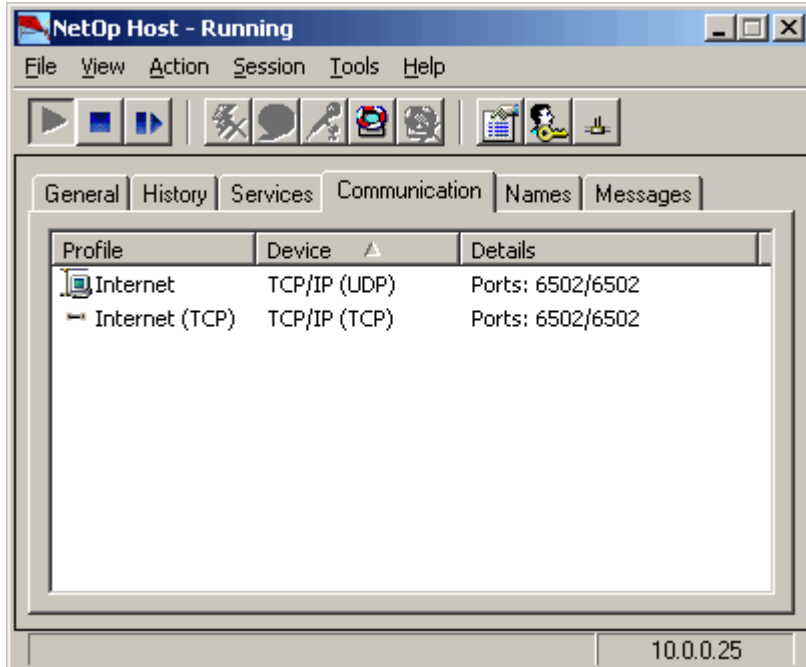 NetOp Host - Running
File View Action Session Tools Help
General History Services Communication Names Messages
Profile Device Details
Internet TCP/IP (UDP) Ports: 6502/6502
Internet (TCP) TCP/IP (TCP) Ports: 6502/6502
10.0.0.25